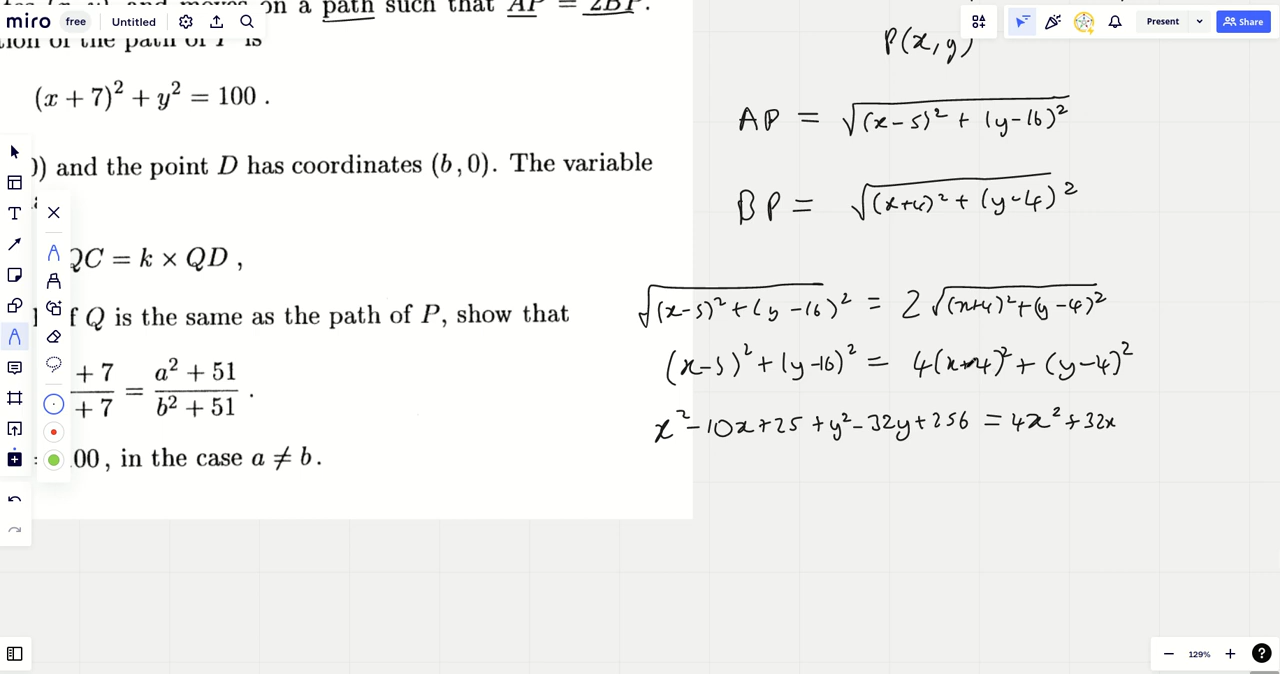 miro free Untitled
Present Share
on a path such that AP = 2BP.
tion of the path of P is
(x + 7)² + y² = 100 .
) and the point D has coordinates (b, 0). The variable
QC = k × QD ,
f Q is the same as the path of P, show that
+ 7 / + 7 = a² + 51 / b² + 51 .
00 , in the case a ≠ b.
P(x, y)
AP = √(x-5)² + (y-16)²
BP = √(x+4)² + (y-4)²
√(x-5)² + (y-16)² = 2√(x+4)² + (y-4)²
(x-5)² + (y-16)² = 4(x+4)² + (y-4)²
x² - 10x + 25 + y² - 32y + 256 = 4x² + 32x
129%